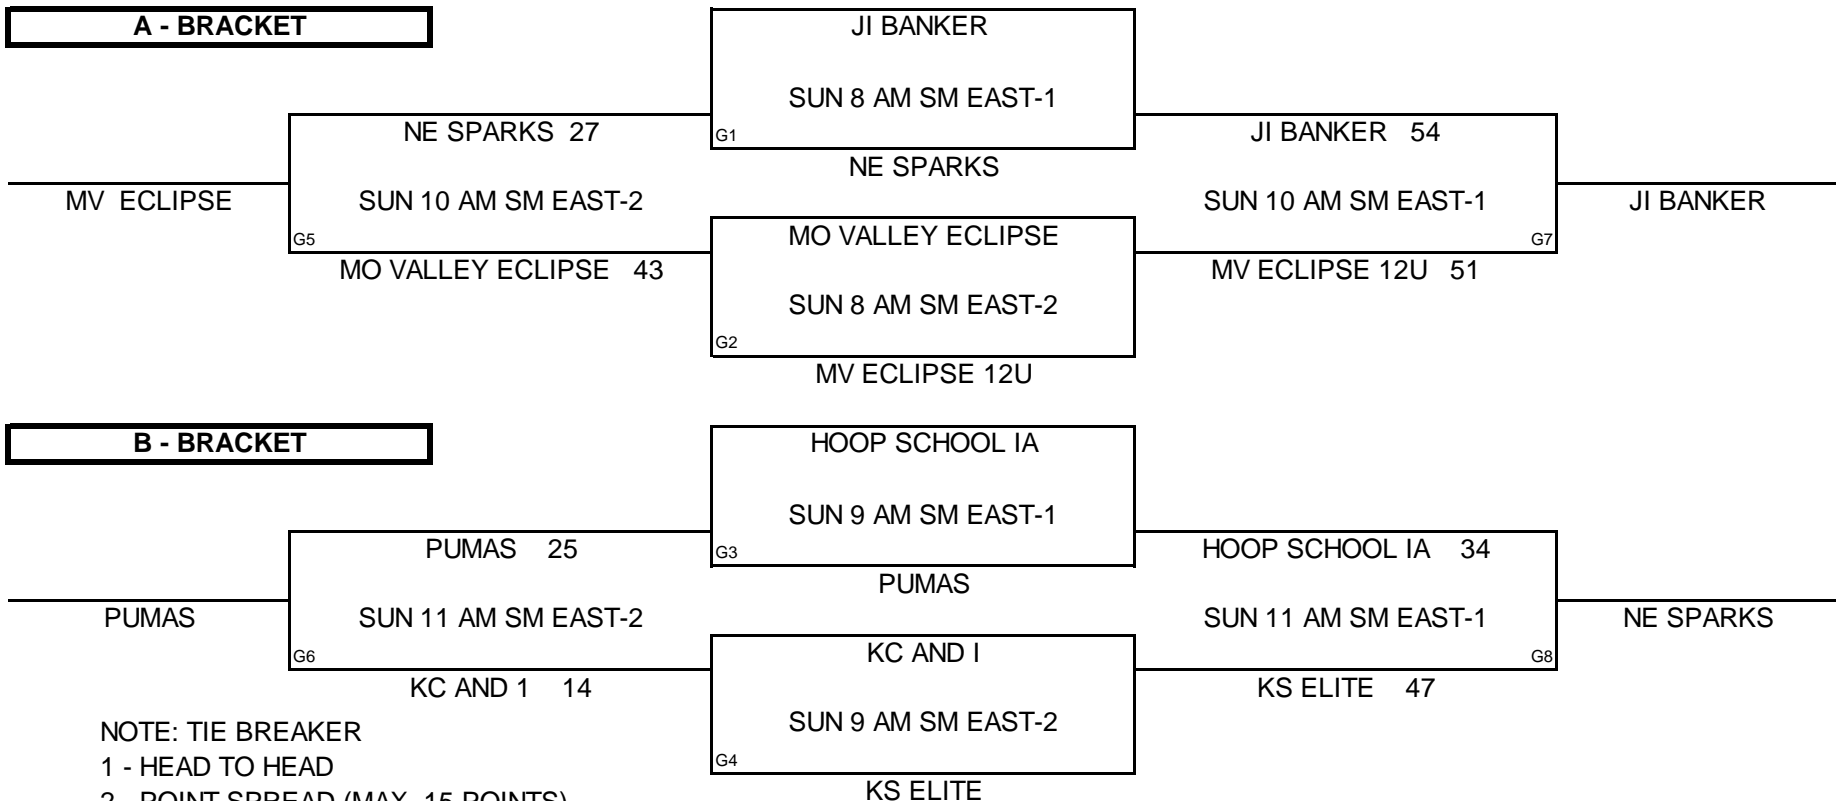 A - BRACKET
JI BANKER
SUN 8 AM SM EAST-1
NE SPARKS 27
G1
JI BANKER 54
NE SPARKS
MV ECLIPSE
SUN 10 AM SM EAST-2
SUN 10 AM SM EAST-1
JI BANKER
G5
MO VALLEY ECLIPSE
G7
MO VALLEY ECLIPSE 43
MV ECLIPSE 12U 51
SUN 8 AM SM EAST-2
G2
MV ECLIPSE 12U
B - BRACKET
HOOP SCHOOL IA
SUN 9 AM SM EAST-1
PUMAS 25
G3
HOOP SCHOOL IA 34
PUMAS
PUMAS
SUN 11 AM SM EAST-2
SUN 11 AM SM EAST-1
NE SPARKS
G6
KC AND I
G8
KC AND 1 14
KS ELITE 47
SUN 9 AM SM EAST-2
G4
KS ELITE
NOTE: TIE BREAKER
1 - HEAD TO HEAD
2 - POINT SPREAD (MAX. 15 POINTS)